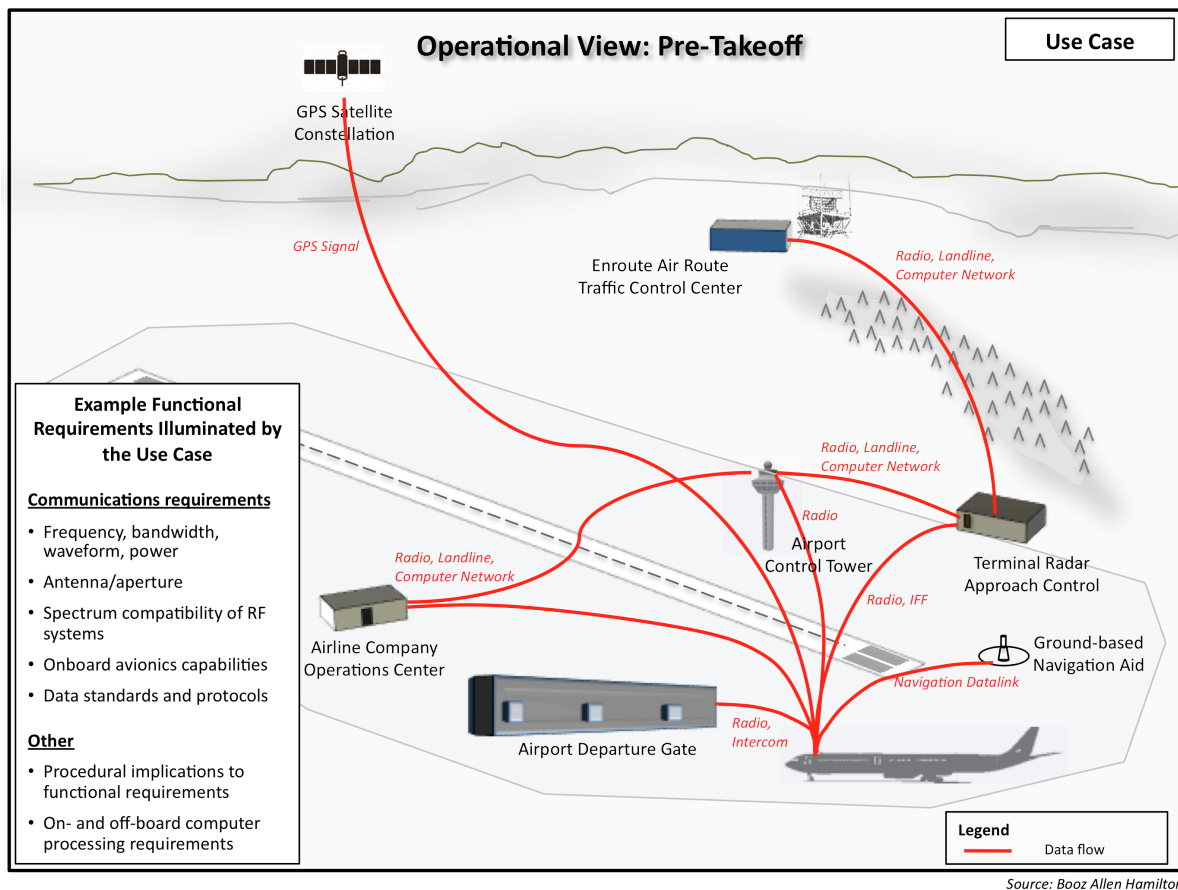 Operational View: Pre-Takeoff
Use Case
GPS Satellite
Constellation
GPS Signal
Enroute Air Route
Traffic Control Center
Radio, Landline,
Computer Network
Example Functional
Requirements Illuminated by
the Use Case
Communications requirements
• Frequency, bandwidth,
waveform, power
• Antenna/aperture
• Spectrum compatibility of RF
systems
• Onboard avionics capabilities
• Data standards and protocols
Other
• Procedural implications to
functional requirements
• On- and off-board computer
processing requirements
Radio, Landline,
Computer Network
Radio
Airport
Control Tower
Terminal Radar
Approach Control
Radio, Landline,
Computer Network
Radio, IFF
Airline Company
Operations Center
Ground-based
Navigation Aid
Navigation Datalink
Radio,
Intercom
Airport Departure Gate
Legend
Data flow
Source: Booz Allen Hamilton